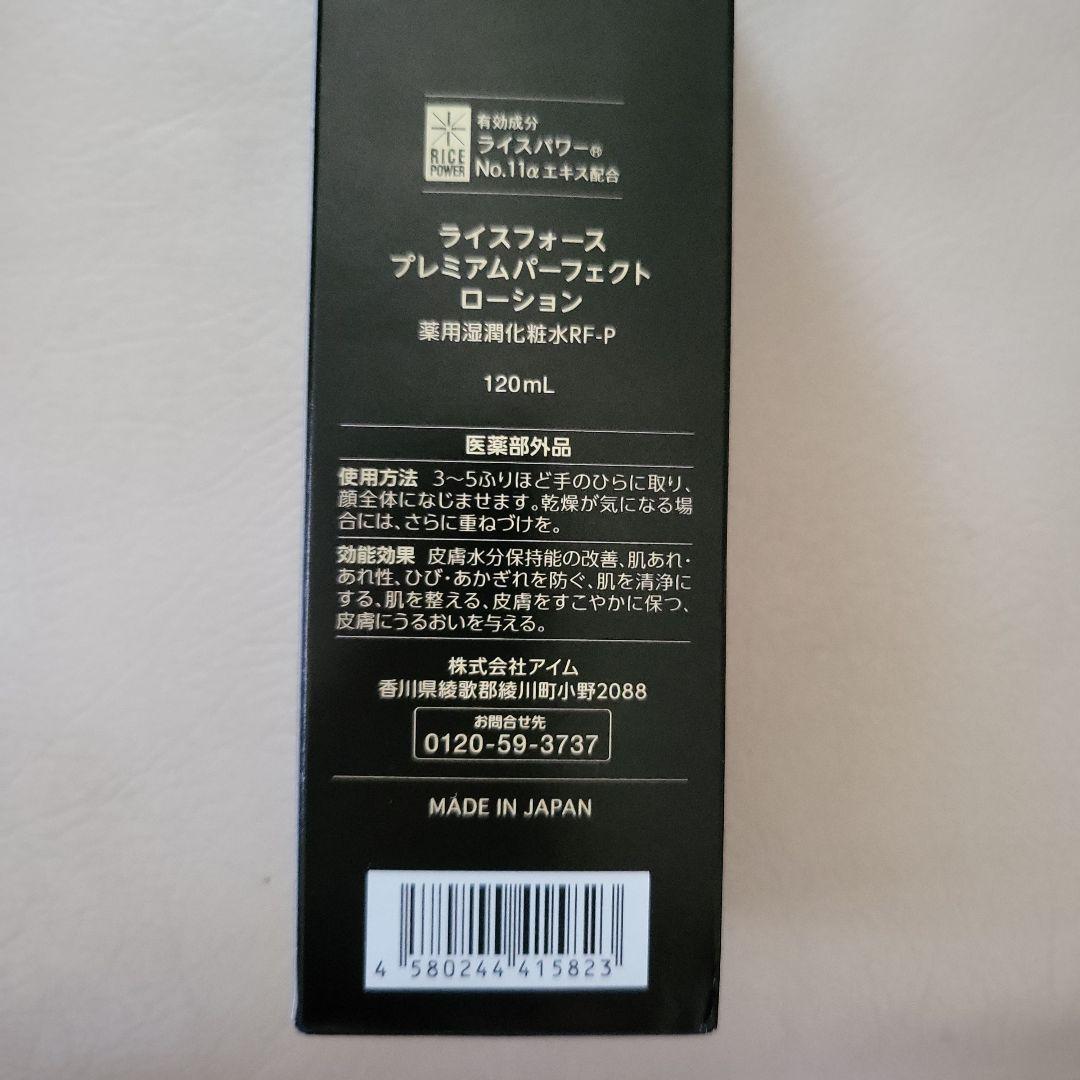 RICE
POWER
有効成分
ライスパワー®
No.11α エキス配合
ライスフォース
プレミアムパーフェクト
ローション
薬用湿潤化粧水RF-P
120mL
医薬部外品
使用方法 3〜5ふりほど手のひらに取り、
顔全体になじませます。乾燥が気になる場
合には、さらに重ねづけを。
効能効果 皮膚水分保持能の改善、肌あれ・
あれ性、ひび・あかぎれを防ぐ、肌を清浄に
する、肌を整える、皮膚をすこやかに保つ、
皮膚にうるおいを与える。
株式会社アイム
香川県綾歌郡綾川町小野2088
お問合せ先
0120-59-3737
MADE IN JAPAN
4 580244 415823